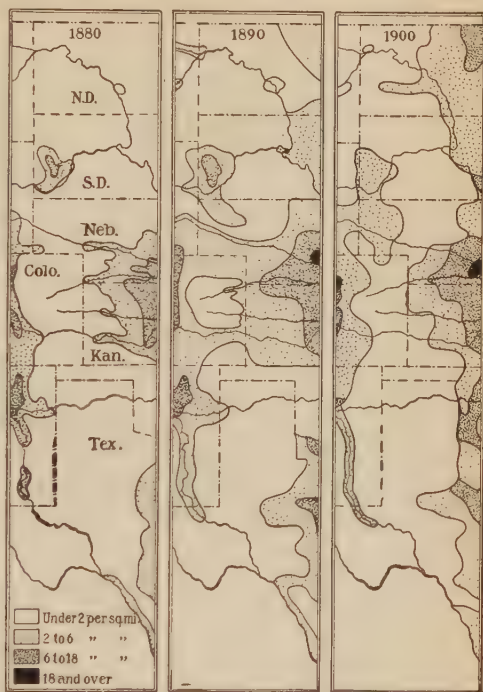 1880
N.D.
S.D.
Neb.
Colo.
Kan.
Tex.
Under 2 per sq.mi.
2 to 6 " "
6 to 18 " "
18 and over
1890
1900